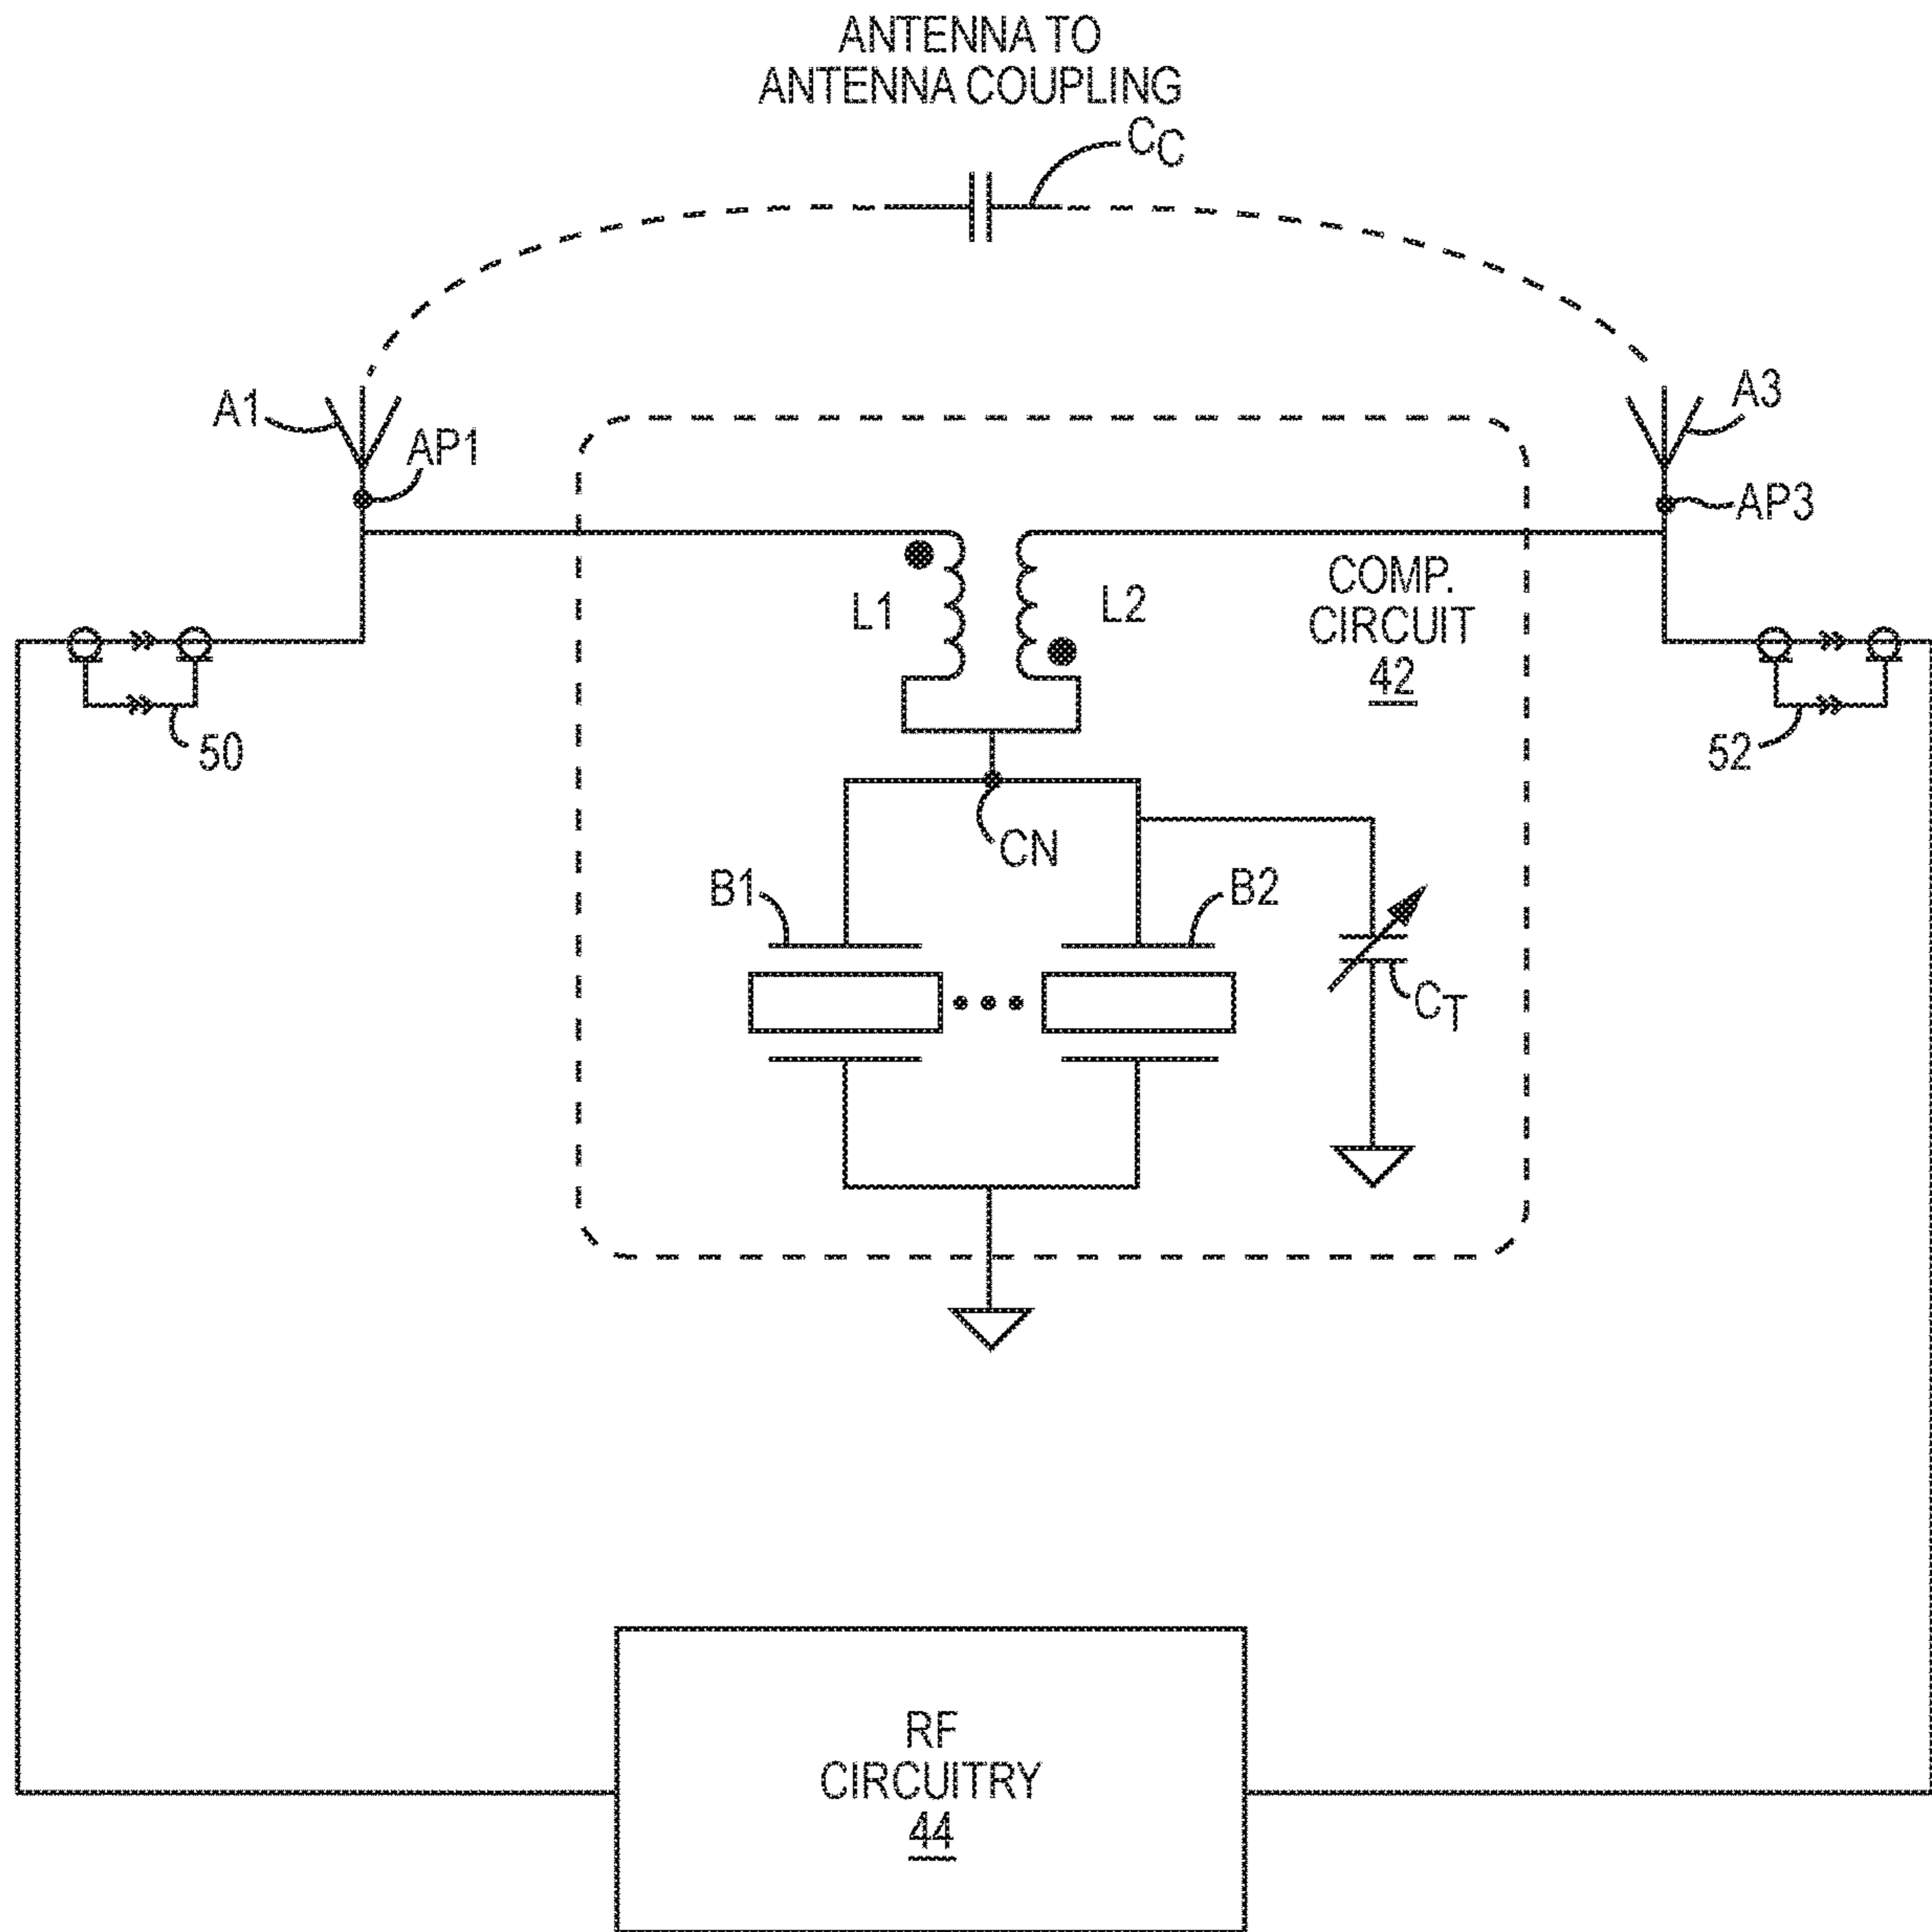 ANTENNA TO
ANTENNA COUPLING
CC
A1
AP1
A3
AP3
L1
L2
COMP.
CIRCUIT
42
50
52
CN
B1
B2
CT
RF
CIRCUITRY
44